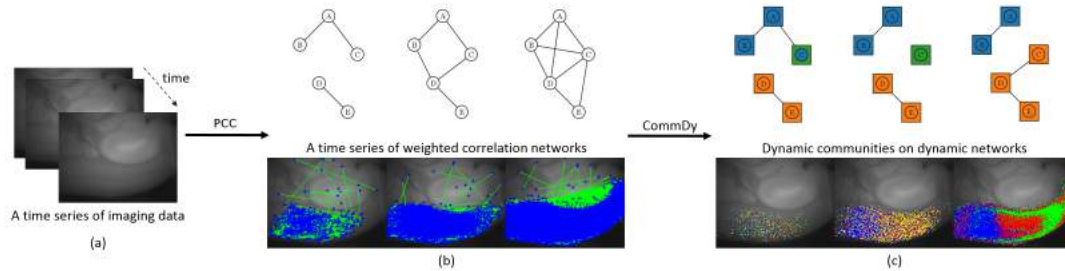 time
A time series of imaging data
(a)
PCC
A
B
C
D
E
A
B
C
D
E
A
B
C
D
E
A time series of weighted correlation networks
(b)
CommDy
A
B
C
D
E
A
B
C
D
E
A
B
C
D
E
Dynamic communities on dynamic networks
(c)